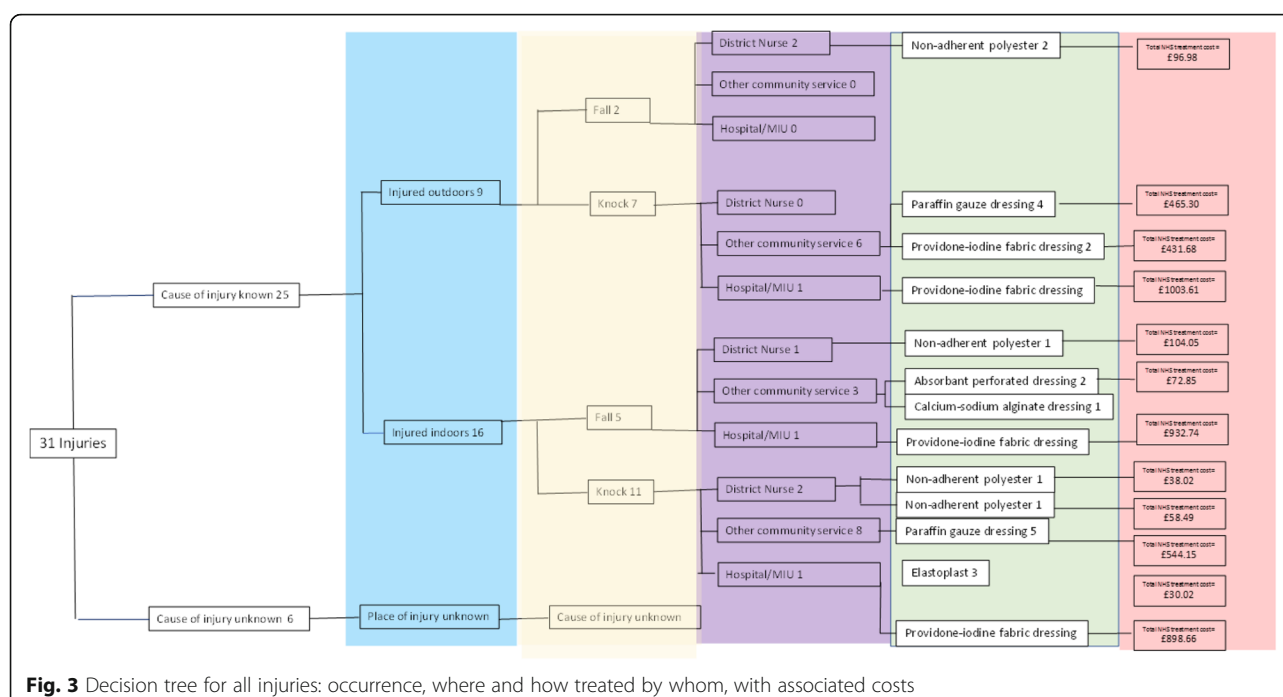 31 Injuries
Cause of injury known 25
Cause of injury unknown 6
Injured outdoors 9
Injured indoors 16
Place of injury unknown
Fall 2
Knock 7
Fall 5
Knock 11
Cause of injury unknown
District Nurse 2
Other community service 0
Hospital/MIU 0
District Nurse 0
Other community service 6
Hospital/MIU 1
District Nurse 1
Other community service 3
Hospital/MIU 1
District Nurse 2
Other community service 8
Hospital/MIU 1
Non-adherent polyester 2
Paraffin gauze dressing 4
Providone-iodine fabric dressing 2
Providone-iodine fabric dressing
Non-adherent polyester 1
Absorbant perforated dressing 2
Calcium-sodium alginate dressing 1
Providone-iodine fabric dressing
Non-adherent polyester 1
Non-adherent polyester 1
Paraffin gauze dressing 5
Elastoplast 3
Providone-iodine fabric dressing
Total NHS treatment cost=
£96.98
Total NHS treatment cost=
£465.30
Total NHS treatment cost=
£431.68
Total NHS treatment cost=
£1003.61
Total NHS treatment cost=
£104.05
Total NHS treatment cost=
£72.85
Total NHS treatment cost=
£932.74
Total NHS treatment cost=
£38.02
Total NHS treatment cost=
£58.49
Total NHS treatment cost=
£544.15
Total NHS treatment cost=
£30.02
Total NHS treatment cost=
£898.66
Fig. 3 Decision tree for all injuries: occurrence, where and how treated by whom, with associated costs